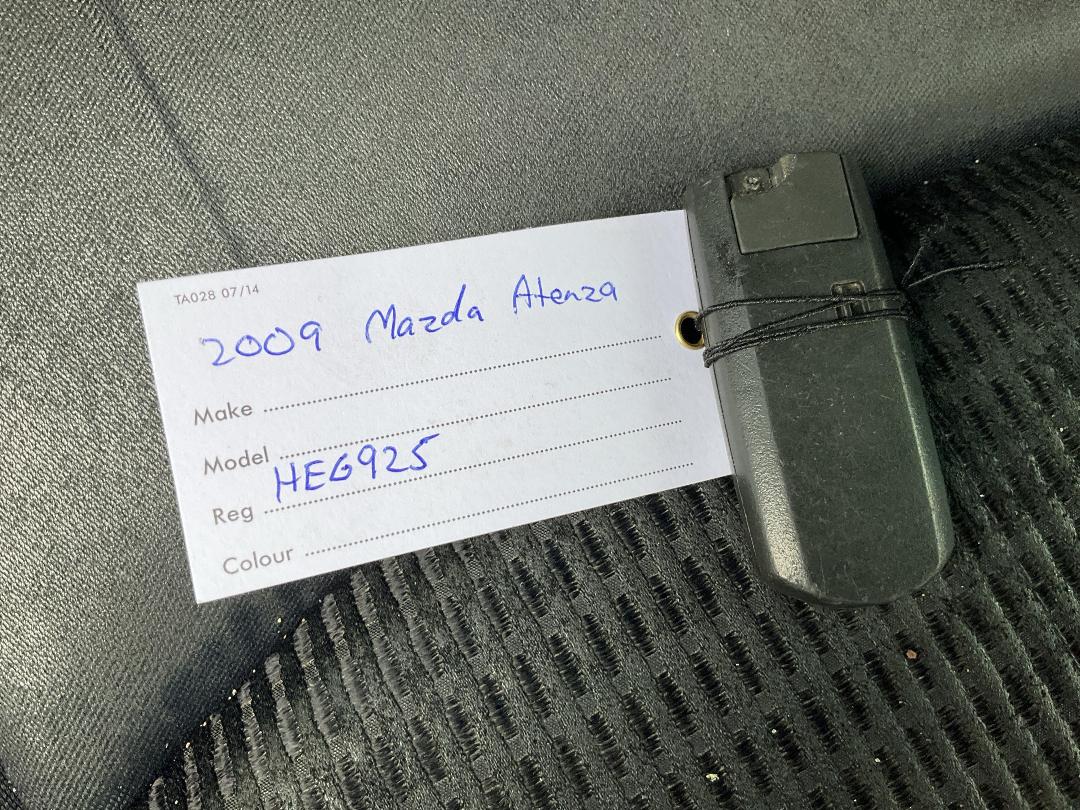 TA028 07/14
2009 Mazda Atenza
Make
Model
HEG925
Reg
Colour